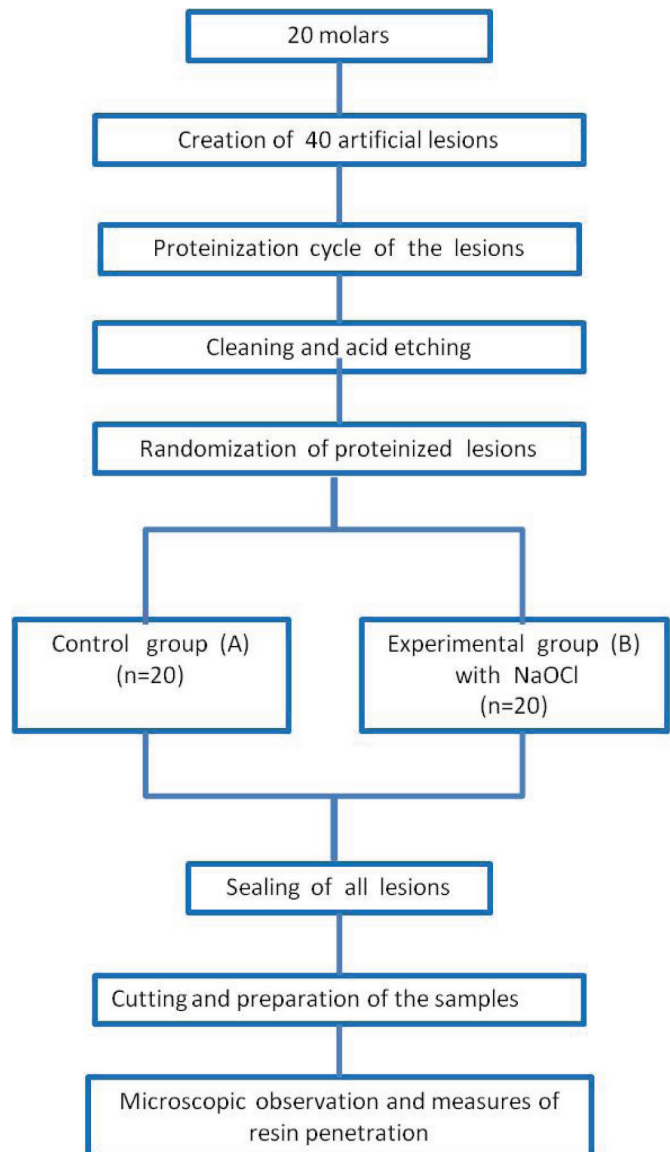 20 molars
Creation of 40 artificial lesions
Proteinization cycle of the lesions
Cleaning and acid etching
Randomization of proteinized lesions
Control group (A)
(n=20)
Experimental group (B)
with NaOCl
(n=20)
Sealing of all lesions
Cutting and preparation of the samples
Microscopic observation and measures of
resin penetration